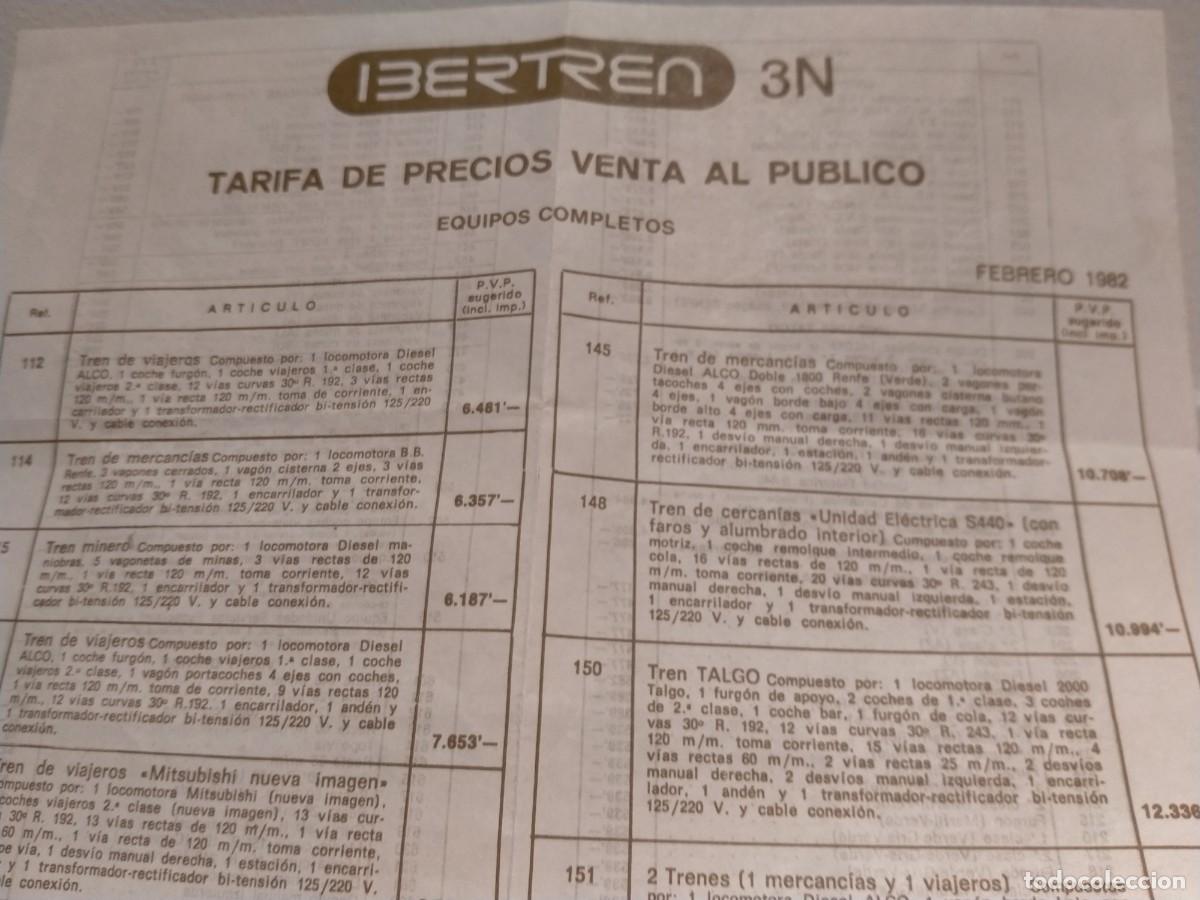 IBERTREN 3N
TARIFA DE PRECIOS VENTA AL PUBLICO
EQUIPOS COMPLETOS
FEBRERO 1982
Ref.
ARTICULO
P.V.P.
sugerido
(incl. imp.)
112
Tren de viajeros Compuesto por: 1 locomotora Diesel
ALCO, 1 coche furgón, 1 coche viajeros 1.ª clase, 1 coche
viajeros 2.ª clase, 12 vías curvas 30º R. 192, 3 vías rectas
120 m/m., 1 vía recta 120 m/m. toma de corriente, 1 en-
carrilador y 1 transformador-rectificador bi-tensión 125/220
V. y cable conexión.
6.481'—
114
Tren de mercancías Compuesto por: 1 locomotora B.B.
Renfe, 3 vapones cerrados, 1 vagón cisterna 2 ejes, 3 vías
rectas 120 m/m., 1 vía recta 120 m/m. toma corriente,
12 vías curvas 30º R. 192, 1 encarrilador y 1 transfor-
mador-rectificador bi-tensión 125/220 V. y cable conexión.
6.357'—
5
Tren minero Compuesto por: 1 locomotora Diesel ma-
niobras, 5 vagonetas de minas, 3 vías rectas de 120
m/m., 1 vía recta 120 m/m. toma corriente, 12 vías
curvas 30º R.192, 1 encarrilador y 1 transformador-rectifi-
cador bi-tensión 125/220 V. y cable conexión.
6.187'—
Tren de viajeros Compuesto por: 1 locomotora Diesel
ALCO, 1 coche furgón, 1 coche viajeros 1.ª clase, 1 coche
viajeros 2.ª clase, 1 vagón portacoches 4 ejes con coches,
1 vía recta 120 m/m. toma de corriente, 9 vías rectas 120
m/m., 12 vías curvas 30º R.192. 1 encarrilador, 1 andén y
1 transformador-rectificador bi-tensión 125/220 V. y cable
conexión.
7.653'—
ren de viajeros «Mitsubishi nueva imagen»
ompuesto por: 1 locomotora Mitsubishi (nueva imagen),
coches viajeros 2.ª clase (nueva imagen), 13 vías cur-
30º R. 192, 13 vías rectas de 120 m/m., 1 vía recta
60 m/m., 1 vía recta de 120 m/m. toma corriente,
pe vía, 1 desvío manual derecha, 1 estación, 1 encarri-
r y 1 transformador-rectificador bi-tensión 125/220 V.
le conexión.
Ref.
ARTICULO
P.V.P.
sugerido
(incl. imp.)
145
Tren de mercancías Compuesto por: 1 locomotora
Diesel ALCO Doble 1800 Renfe (Verde), 2 vagones por-
tacoches 4 ejes con coches, 2 vagones cisterna butano
4 ejes, 1 vagón borde bajo 4 ejes con carga, 1 vagón
borde alto 4 ejes con carga, 11 vías rectas 120 mm., 1
vía recta 120 mm. toma corriente, 16 vías curvas 30º
R.192, 1 desvío manual derecha, 1 desvío manual izquier-
da, 1 encarrilador, 1 estación, 1 andén y 1 transformador-
rectificador bi-tensión 125/220 V. y cable conexión.
10.708'—
148
Tren de cercanías «Unidad Eléctrica S440» (con
faros y alumbrado interior) Cumpuesto por: 1 coche
motriz, 1 coche remolque intermedio, 1 coche remolque
cola, 16 vías rectas de 120 m/m., 1 vía recta de 120
m/m. toma corriente, 20 vías curvas 30º R. 243, 1 desvío
manual derecha, 1 desvío manual izquierda, 1 estación,
1 encarrilador y 1 transformador-rectificador bi-tensión
125/220 V. y cable conexión.
10.994'—
150
Tren TALGO Compuesto por: 1 locomotora Diesel 2000
Talgo, 1 furgón de apoyo, 2 coches de 1.ª clase, 3 coches
de 2.ª clase, 1 coche bar, 1 furgón de cola, 12 vías cur-
vas 30º R. 192, 12 vías curvas 30º R. 243, 1 vía recta
120 m/m. toma corriente, 15 vías rectas 120 m/m., 4
vías rectas 60 m/m., 2 vías rectas 25 m/m., 2 desvíos
manual derecha, 2 desvíos manual izquierda, 1 encarri-
lador, 1 andén y 1 transformador-rectificador bi-tensión
125/220 V. y cable conexión.
12.336
151
2 Trenes (1 mercancías y 1 viajeros) Compuestos
por: 1 locomotora Diesel ALCO
todocoleccion